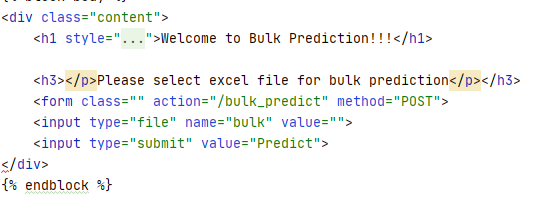 <div class="content">
    <h1 style="...">Welcome to Bulk Prediction!!!</h1>

    <h3></p>Please select excel file for bulk prediction</p></h3>
    <form class="" action="/bulk_predict" method="POST">
    <input type="file" name="bulk" value="">
    <input type="submit" value="Predict">
</div>
{% endblock %}